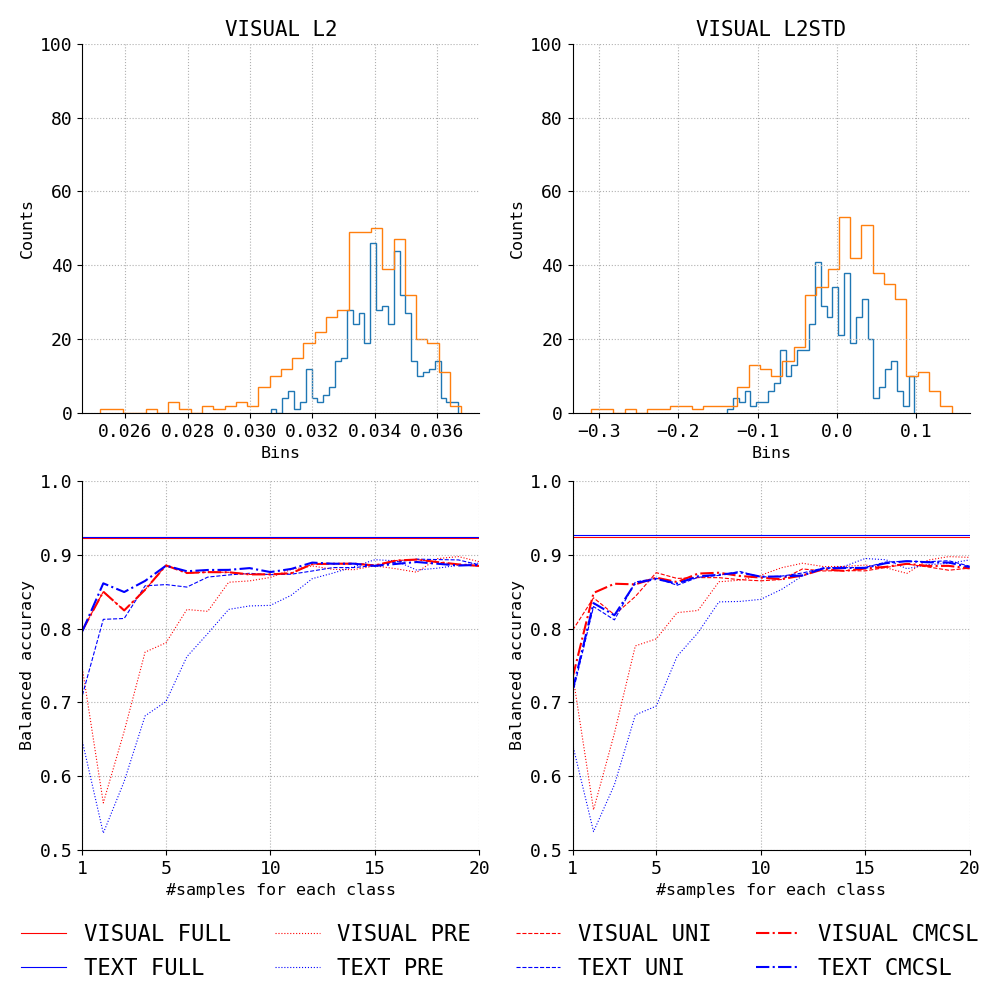 VISUAL L2
VISUAL L2STD
100
80
60
40
20
0
Counts
0.026 0.028 0.030 0.032 0.034 0.036
Bins
100
80
60
40
20
0
Counts
−0.3 −0.2 −0.1 0.0 0.1
Bins
1.0
0.9
0.8
0.7
0.6
0.5
Balanced accuracy
1 5 10 15 20
#samples for each class
1.0
0.9
0.8
0.7
0.6
0.5
Balanced accuracy
1 5 10 15 20
#samples for each class
VISUAL FULL VISUAL PRE VISUAL UNI VISUAL CMCSL
TEXT FULL TEXT PRE TEXT UNI TEXT CMCSL